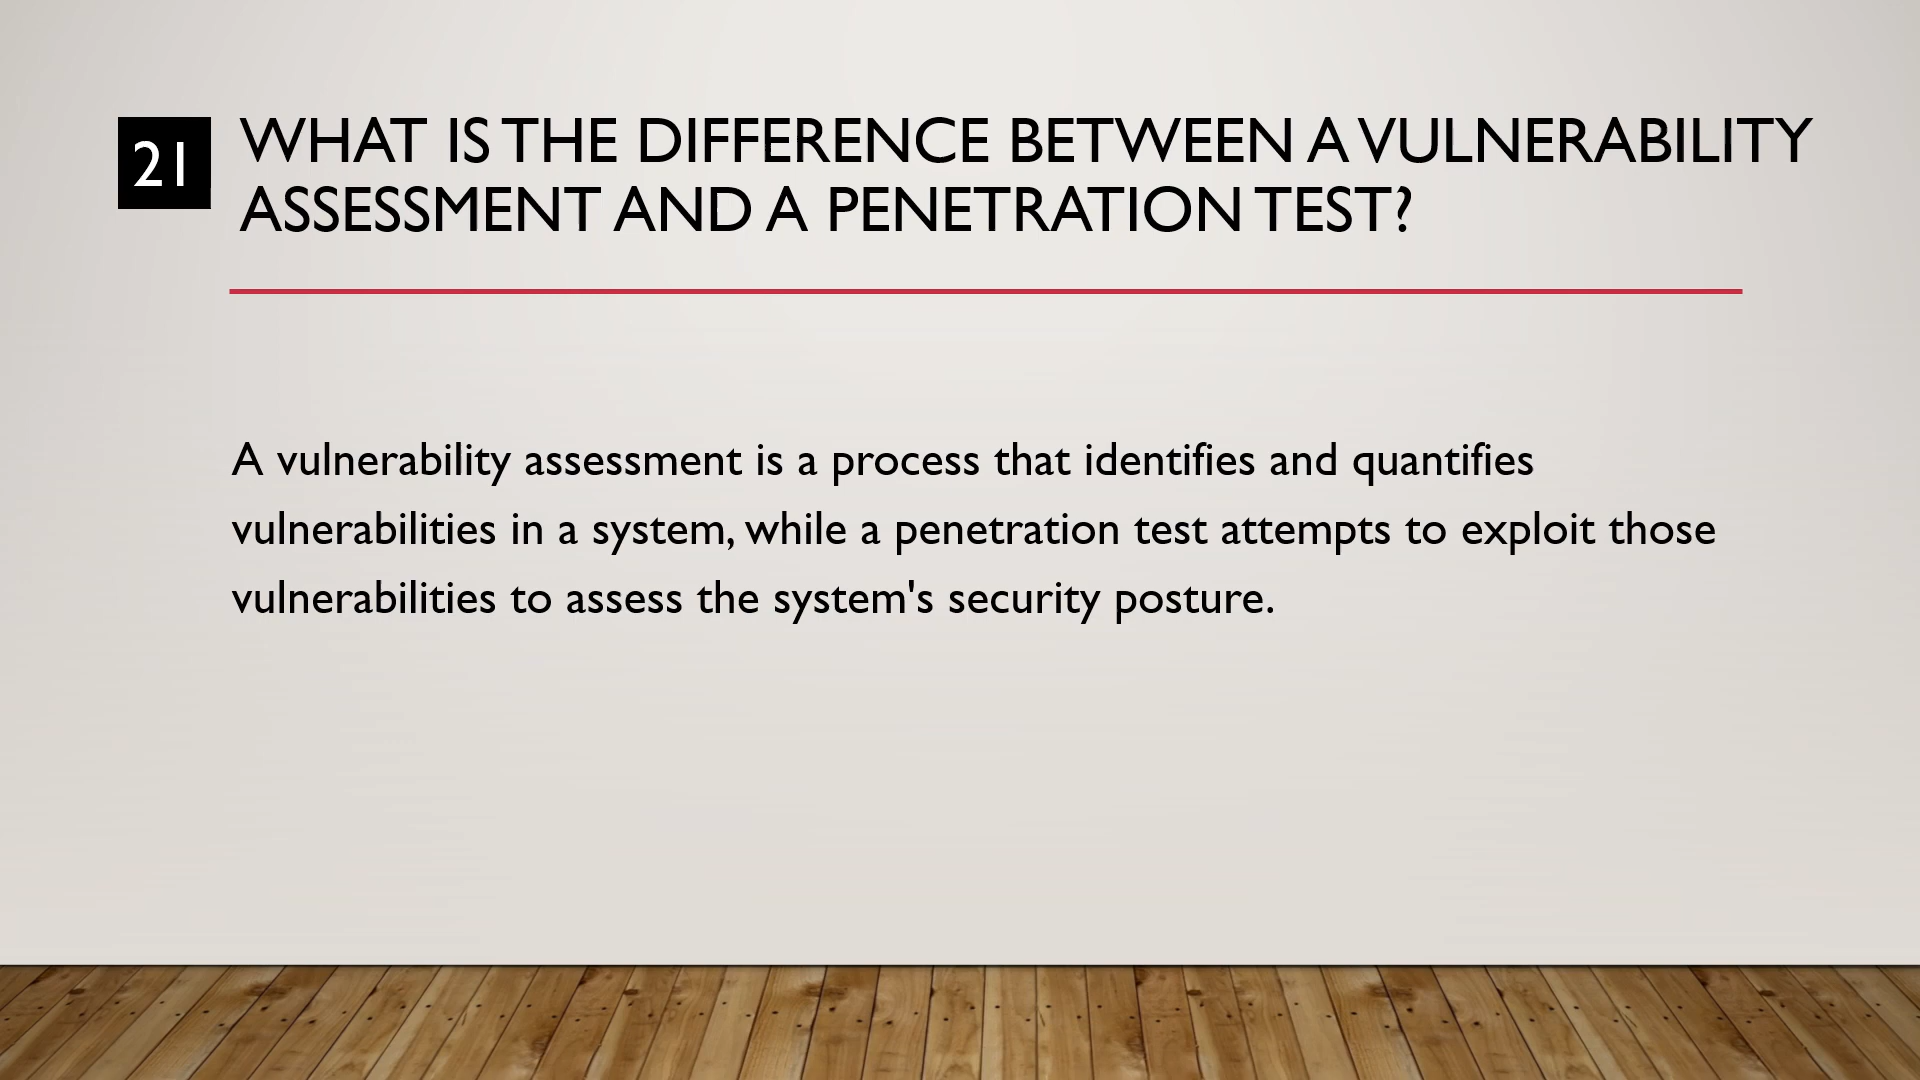 21
WHAT IS THE DIFFERENCE BETWEEN A VULNERABILITY
ASSESSMENT AND A PENETRATION TEST?
A vulnerability assessment is a process that identifies and quantifies
vulnerabilities in a system, while a penetration test attempts to exploit those
vulnerabilities to assess the system's security posture.